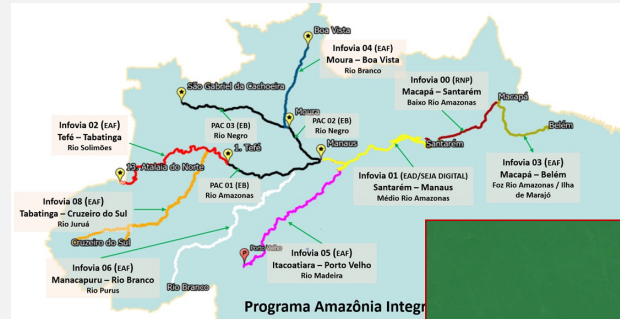 Boa Vista
Infovia 04 (EAF)
Moura – Boa Vista
Rio Branco
São Gabriel da Cachoeira
Infovia 00 (RNP)
Macapá – Santarém
Baixo Rio Amazonas
Macapá
Moura
Belém
Infovia 02 (EAF)
Tefé – Tabatinga
Rio Solimões
PAC 03 (EB)
Rio Negro
PAC 02 (EB)
Rio Negro
1. Tefé
Manaus
Santarém
13. Atalaia do Norte
PAC 01 (EB)
Rio Amazonas
Infovia 01 (EAD/SEJA DIGITAL)
Santarém – Manaus
Médio Rio Amazonas
Infovia 03 (EAF)
Macapá – Belém
Foz Rio Amazonas / Ilha
de Marajó
Infovia 08 (EAF)
Tabatinga – Cruzeiro do Sul
Rio Juruá
Cruzeiro do Sul
Porto Velho
Infovia 06 (EAF)
Manacapuru – Rio Branco
Rio Purus
Infovia 05 (EAF)
Itacoatiara – Porto Velho
Rio Madeira
Rio Branco
Programa Amazônia Integr